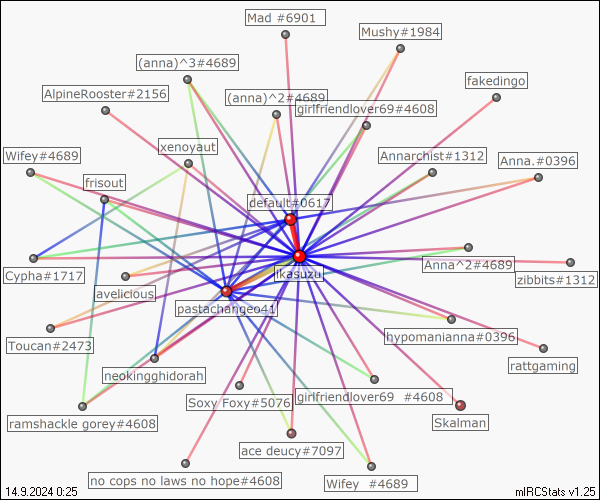 Mad #6901
Mushy#1984
(anna)^3#4689
fakedingo
AlpineRooster#2156
(anna)^2#4689
girlfriendlover69#4608
xenoyaut
Wifey#4689
Annarchist#1312
Anna.#0396
frisout
default#0617
Anna^2#4689
ikasuzu
Cypha#1717
zibbits#1312
avelicious
pastachange041
Toucan#2473
hypomanianna#0396
rattgaming
neokingghidorah
Soxy Foxy#5076
girlfriendlover69 #4608
ramshackle gorey#4608
Skalman
ace deucy#7097
no cops no laws no hope#4608
Wifey #4689
14.9.2024 0:25
mIRCStats v1.25